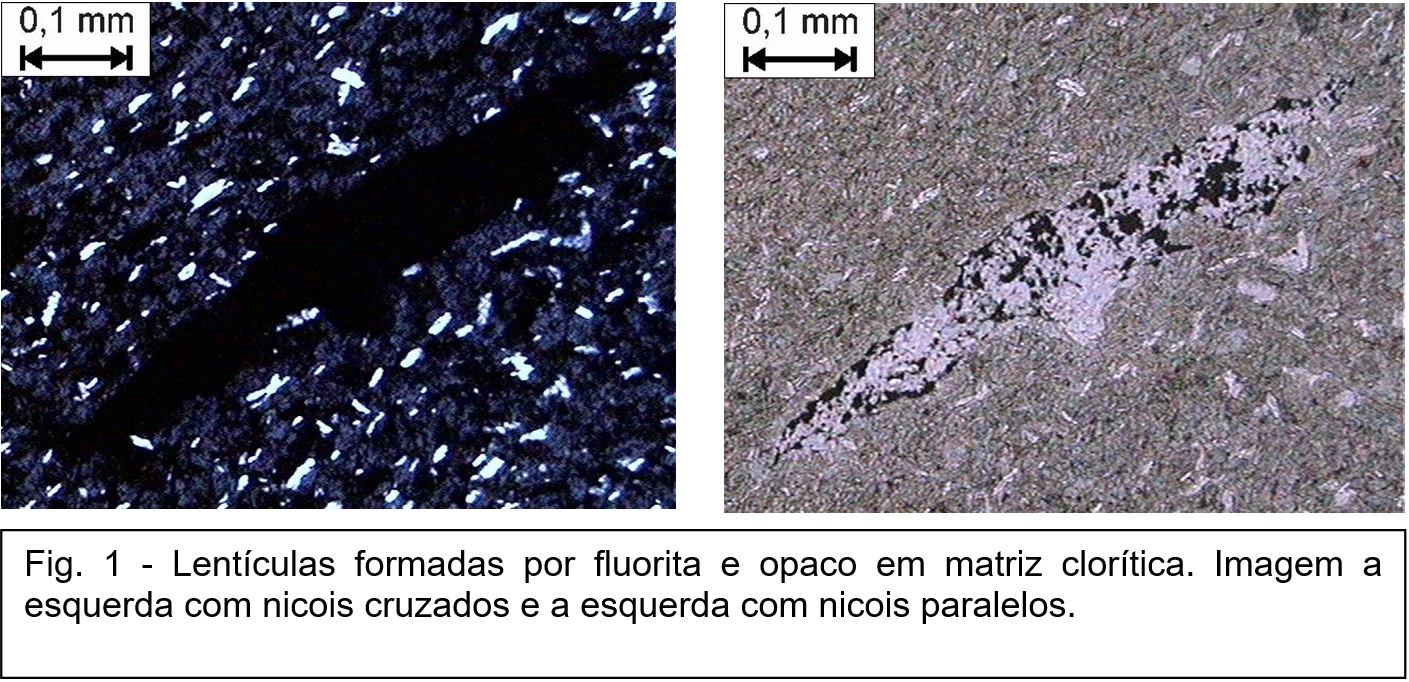 0,1 mm
0,1 mm
Fig. 1 - Lentículas formadas por fluorita e opaco em matriz clorítica. Imagem a
esquerda com nicois cruzados e a esquerda com nicois paralelos.